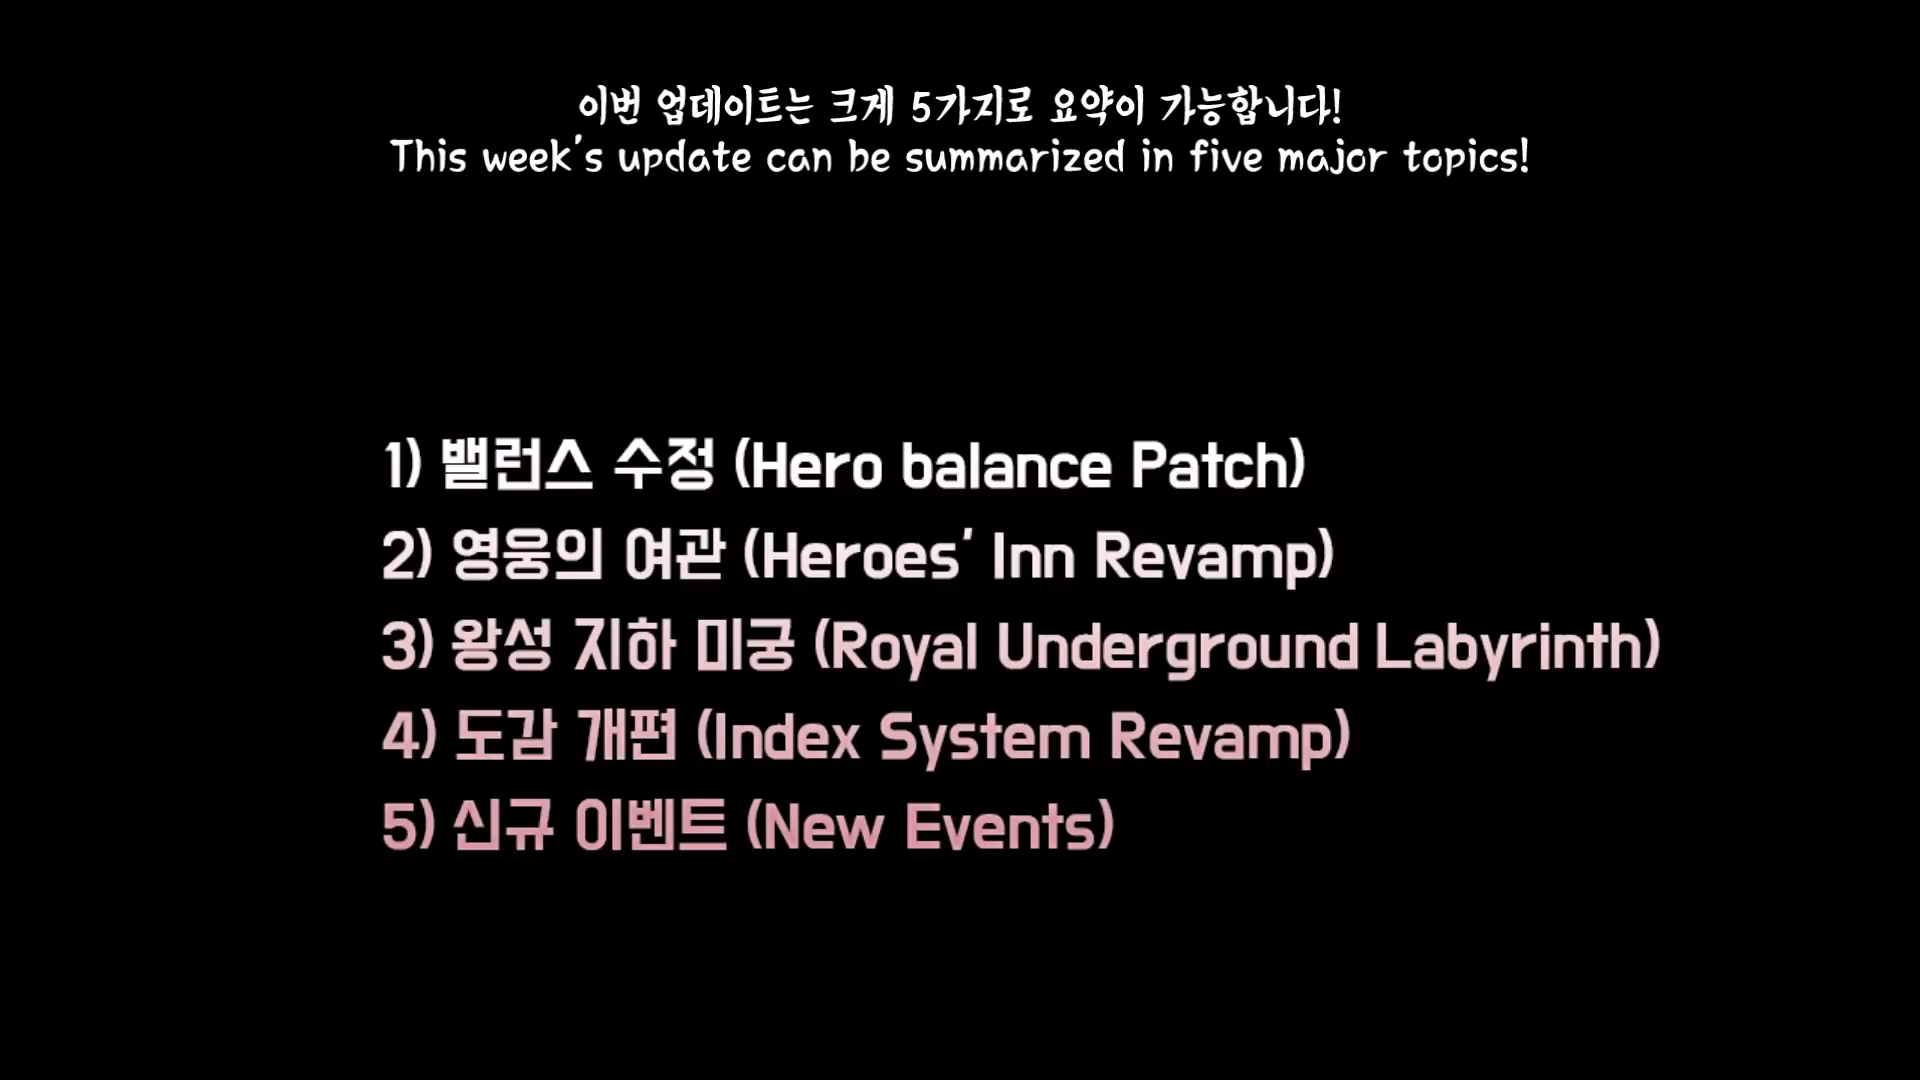 이번 업데이트는 크게 5가지로 요약이 가능합니다!
This week's update can be summarized in five major topics!
1) 밸런스 수정 (Hero balance Patch)
2) 영웅의 여관 (Heroes' Inn Revamp)
3) 왕성 지하 미궁 (Royal Underground Labyrinth)
4) 도감 개편 (Index System Revamp)
5) 신규 이벤트 (New Events)